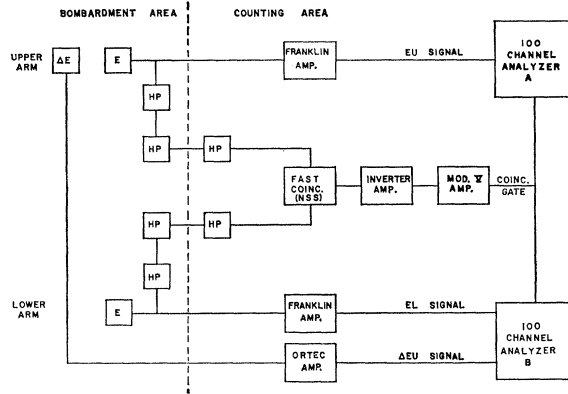 BOMBARDMENT AREA
COUNTING AREA
UPPER
ARM
ΔE
E
FRANKLIN
AMP.
EU SIGNAL
100
CHANNEL
ANALYZER
A
HP
HP
HP
FAST
COINC.
(NSS)
INVERTER
AMP.
MOD. V
AMP.
COINC.
GATE
HP
HP
HP
LOWER
ARM
E
FRANKLIN
AMP.
EL SIGNAL
100
CHANNEL
ANALYZER
B
ORTEC
AMP.
ΔEU SIGNAL